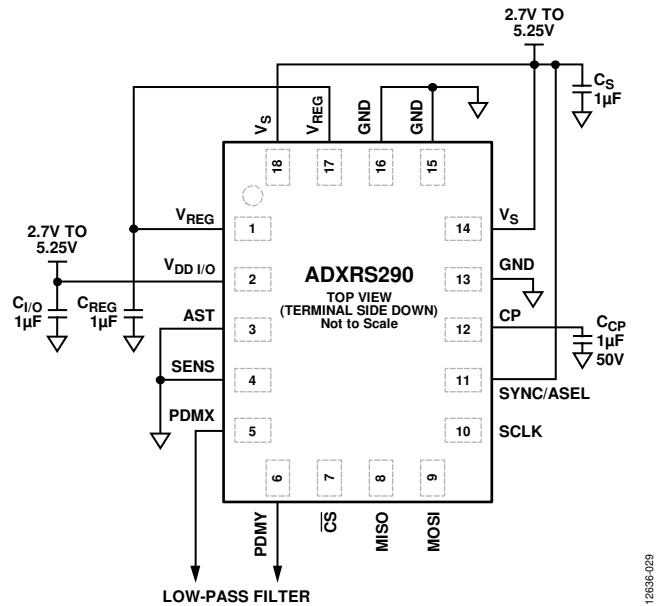 2.7V TO
5.25V
CS
1µF
VS
VREG
GND
GND
18
17
16
15
VREG
1
14
VS
2.7V TO
5.25V
VDD I/O
2
ADXRS290
TOP VIEW
(TERMINAL SIDE DOWN)
Not to Scale
13
GND
CI/O
1µF
CREG
1µF
AST
3
12
CP
CCP
1µF
50V
SENS
4
11
SYNC/ASEL
PDMX
5
10
SCLK
6
7
8
9
PDMY
CS
MISO
MOSI
LOW-PASS FILTER
12636-029